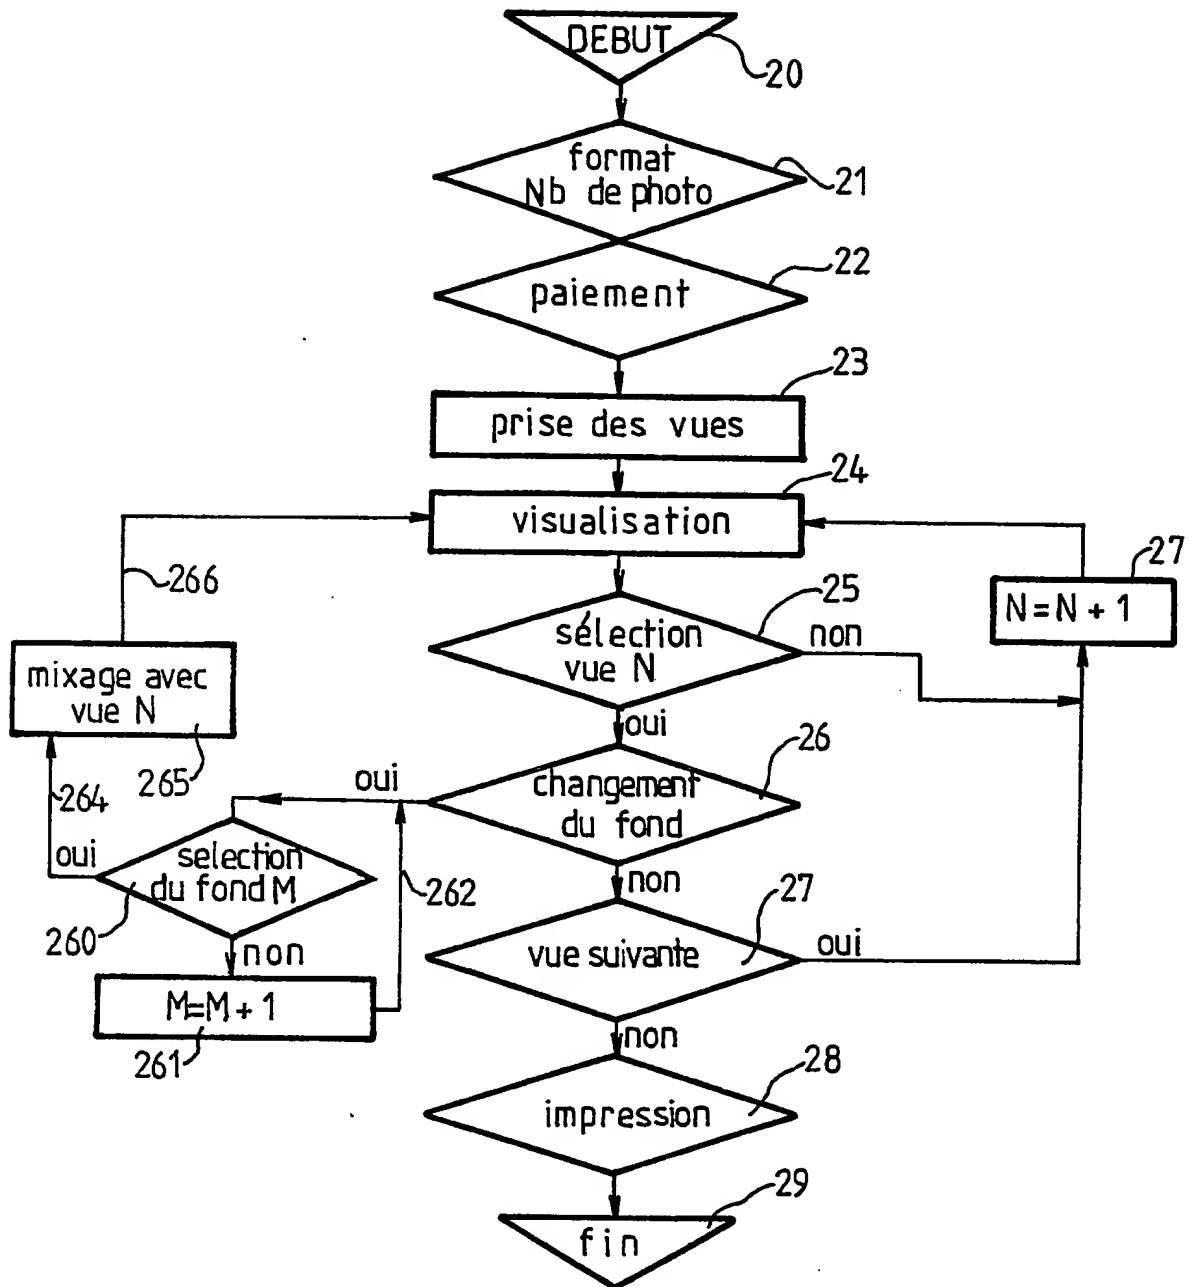 DEBUT
20
format
Nb de photo
21
paiement
22
prise des vues
23
visualisation
24
266
27
N=N+1
sélection
vue N
25
non
mixage avec
vue N
265
264
oui
oui
changement
du fond
26
oui
selection
du fond M
260
262
non
non
vue suivante
27
oui
M=M+1
261
non
impression
28
fin
29